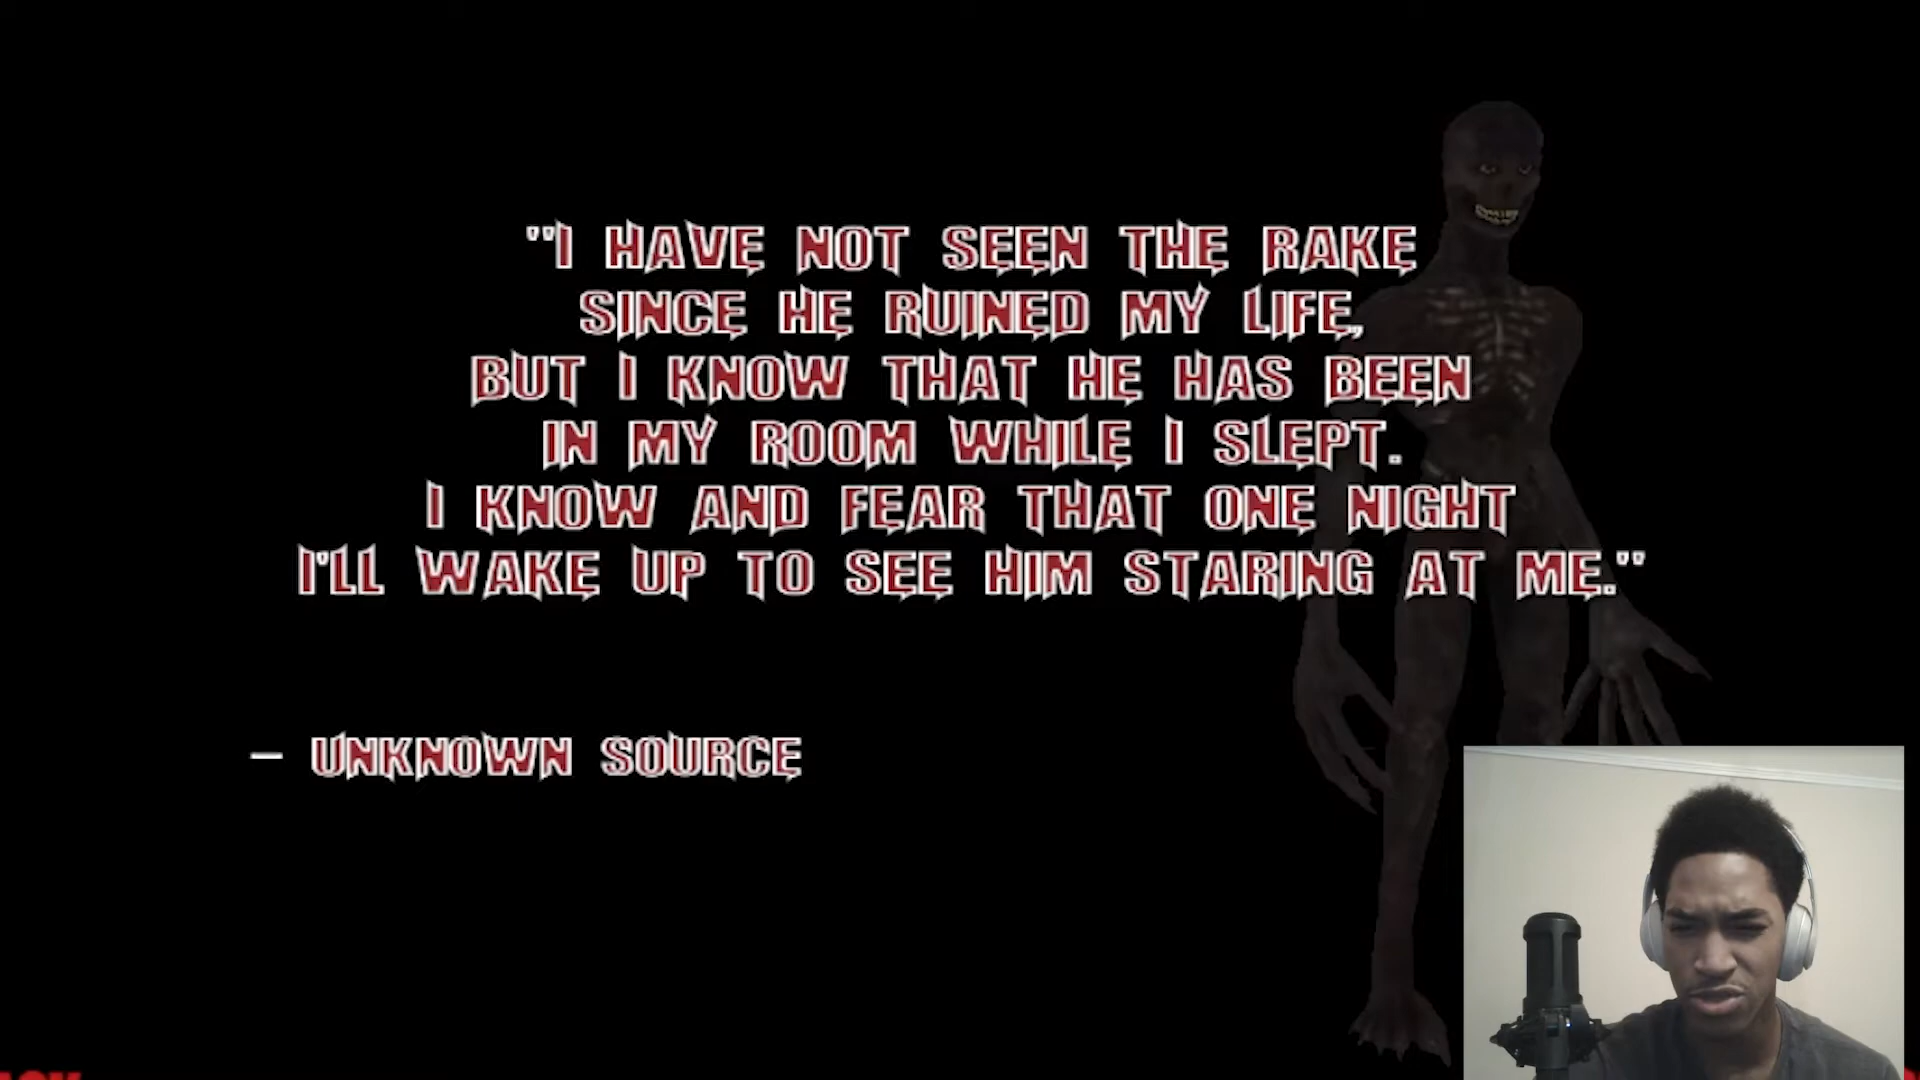 "I HAVE NOT SEEN THE RAKE
SINCE HE RUINED MY LIFE,
BUT I KNOW THAT HE HAS BEEN
IN MY ROOM WHILE I SLEPT.
I KNOW AND FEAR THAT ONE NIGHT
I'LL WAKE UP TO SEE HIM STARING AT ME."
- UNKNOWN SOURCE